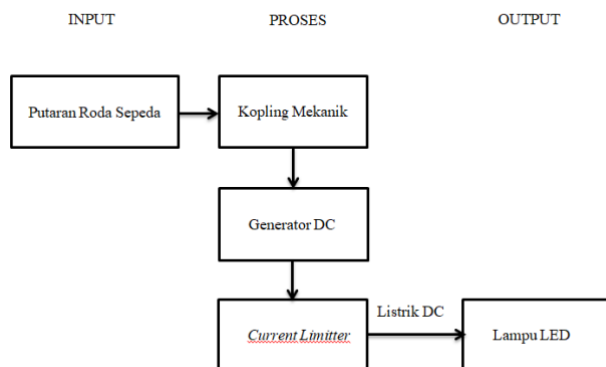 INPUT
PROSES
OUTPUT
Putaran Roda Sepeda
Kopling Mekanik
Generator DC
Current Limitter
Listrik DC
Lampu LED